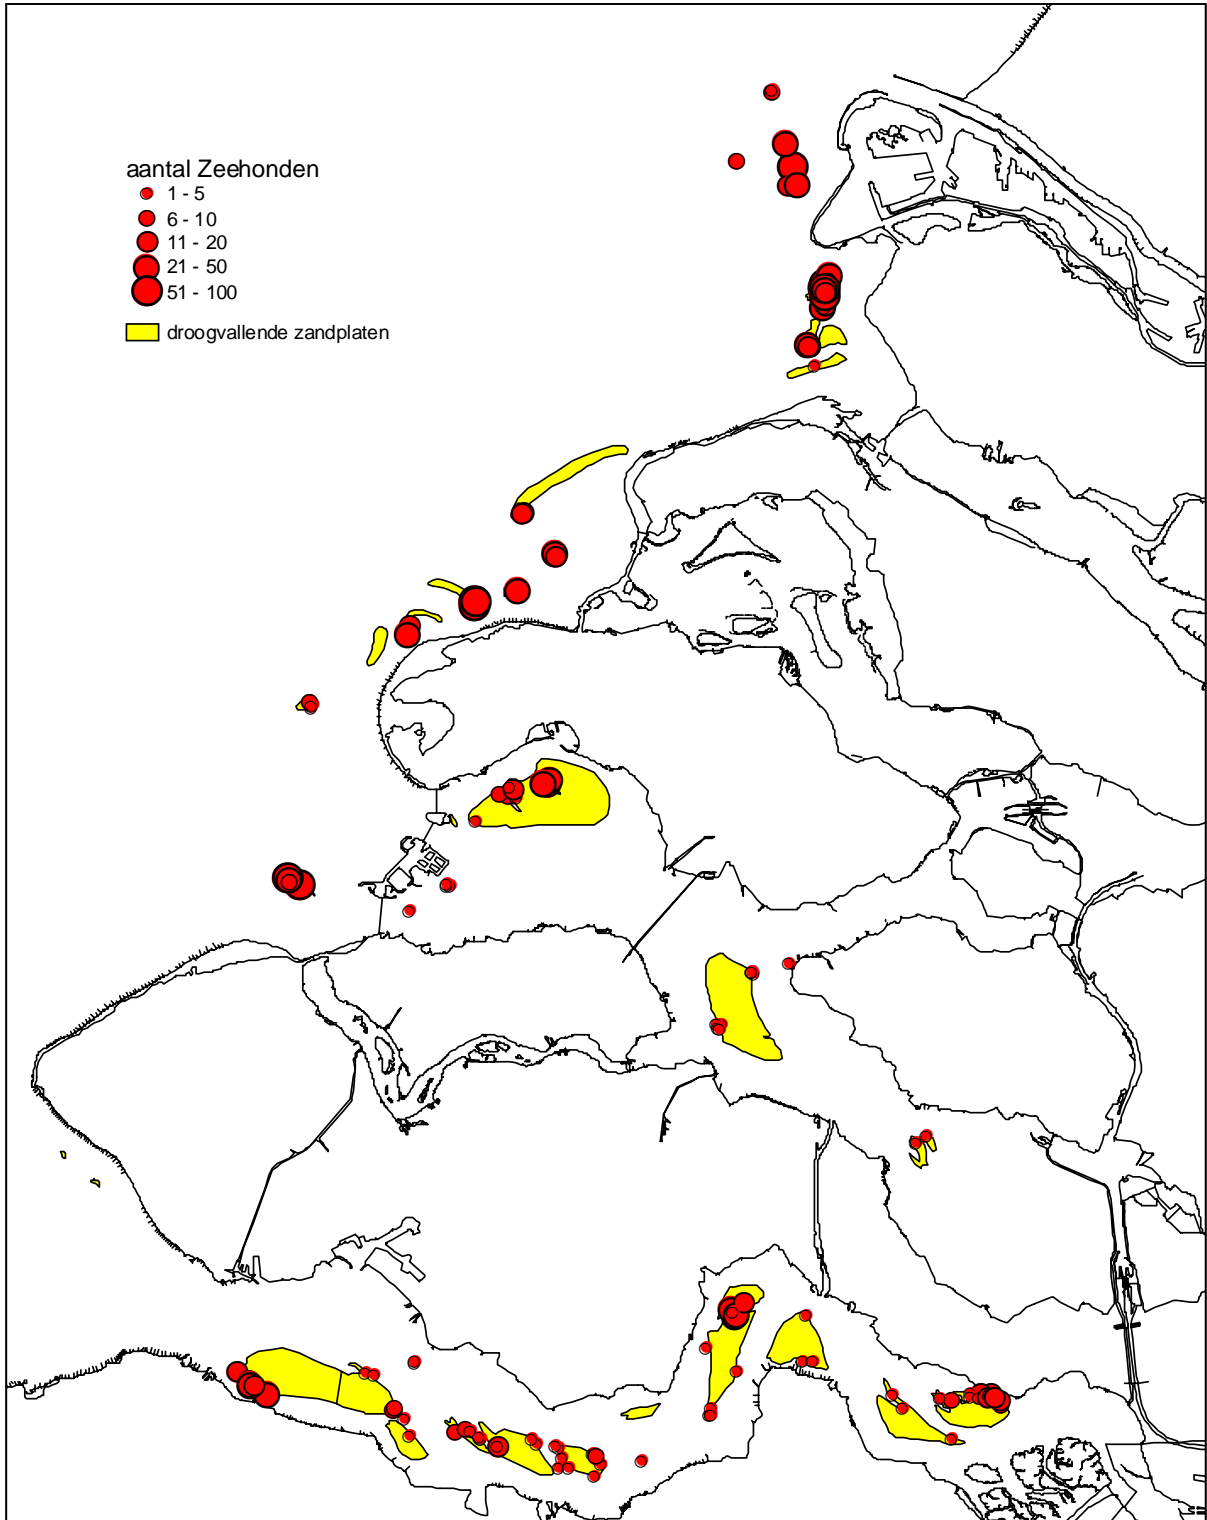 aantal Zeehonden
1 - 5
6 - 10
11 - 20
21 - 50
51 - 100
droogvallende zandplaten